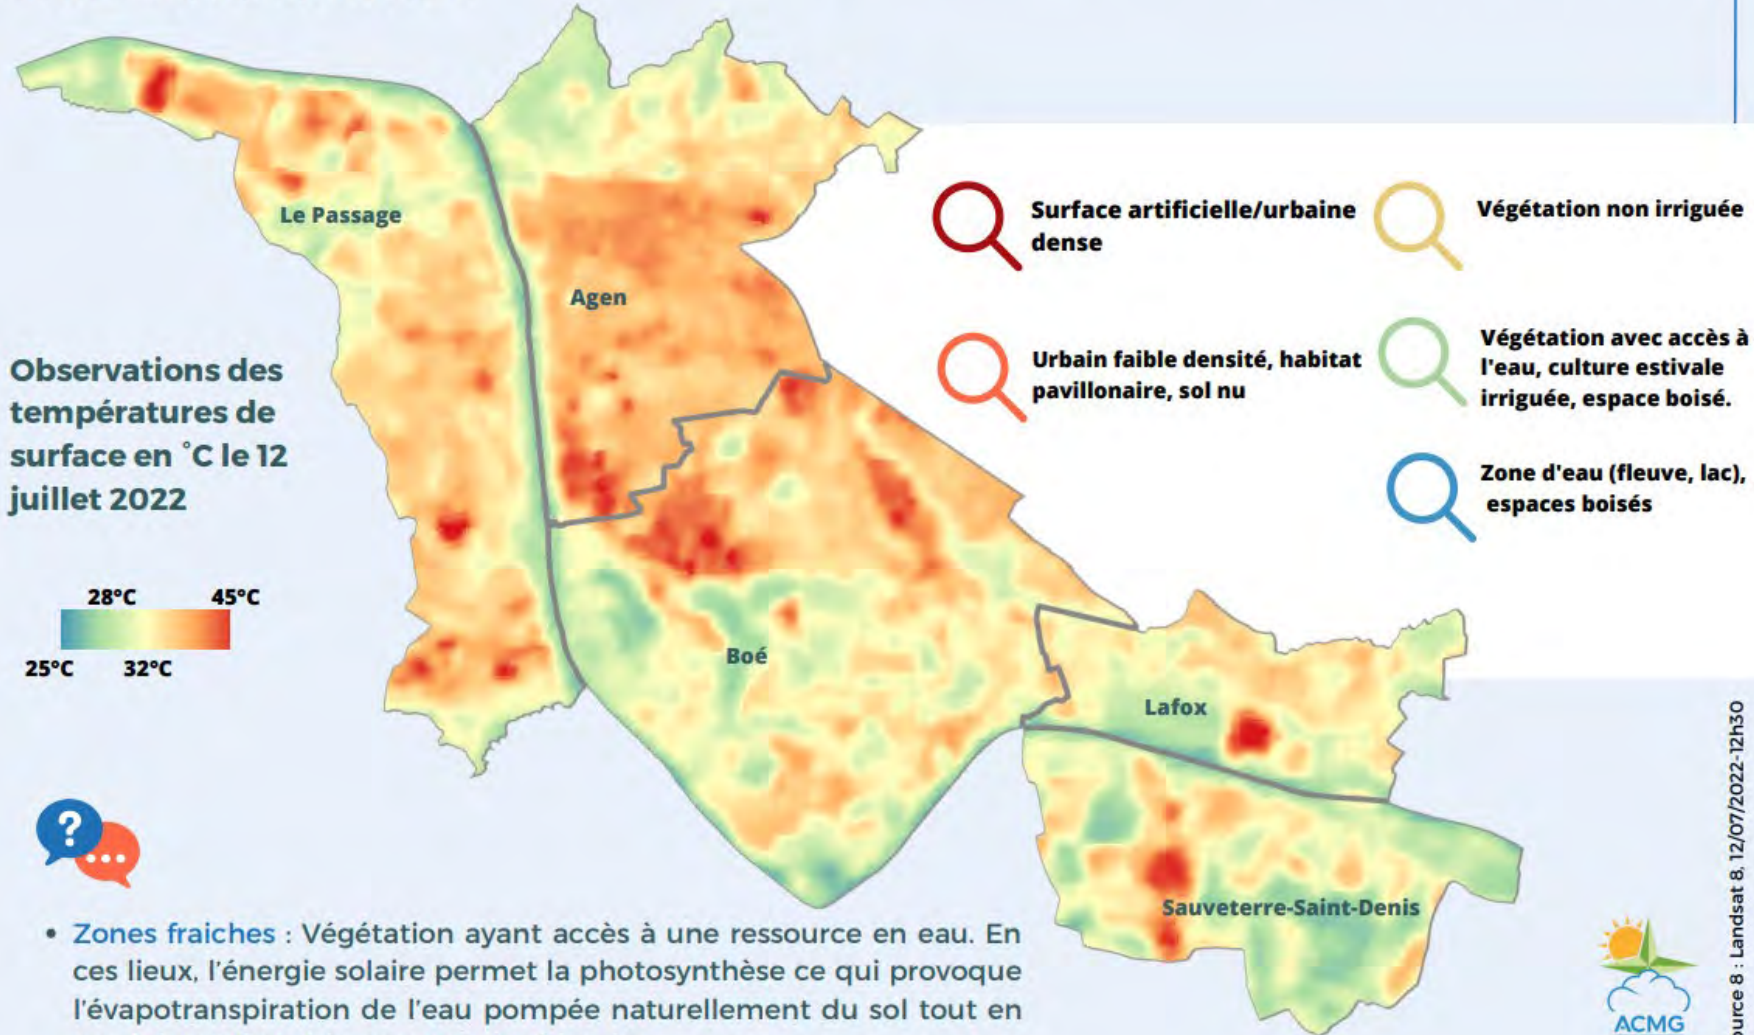 Le Passage
Agen
Boé
Lafox
Sauveterre-Saint-Denis
Observations des
températures de
surface en °C le 12
juillet 2022
28°C 45°C
25°C 32°C
Surface artificielle/urbaine
dense
Urbain faible densité, habitat
pavillonaire, sol nu
Végétation non irriguée
Végétation avec accès à
l'eau, culture estivale
irriguée, espace boisé.
Zone d'eau (fleuve, lac),
espaces boisés
?
...
• Zones fraiches : Végétation ayant accès à une ressource en eau. En
ces lieux, l'énergie solaire permet la photosynthèse ce qui provoque
l'évapotranspiration de l'eau pompée naturellement du sol tout en
ACMG
8 : Landsat 8, 12/07/2022-12h30